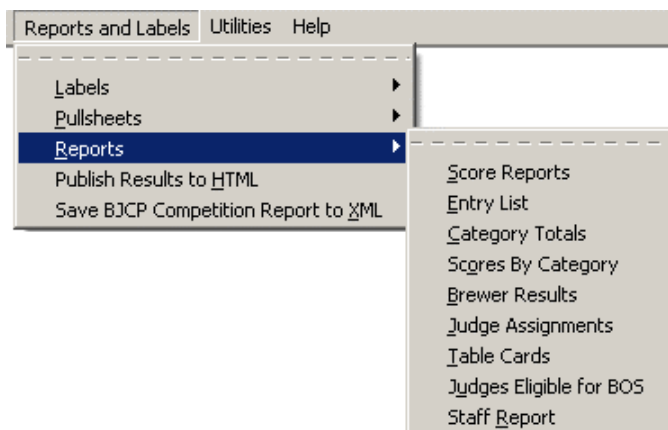 Reports and Labels Utilities Help
Labels
Pullsheets
Reports
Publish Results to HTML
Save BJCP Competition Report to XML
Score Reports
Entry List
Category Totals
Scores By Category
Brewer Results
Judge Assignments
Table Cards
Judges Eligible for BOS
Staff Report